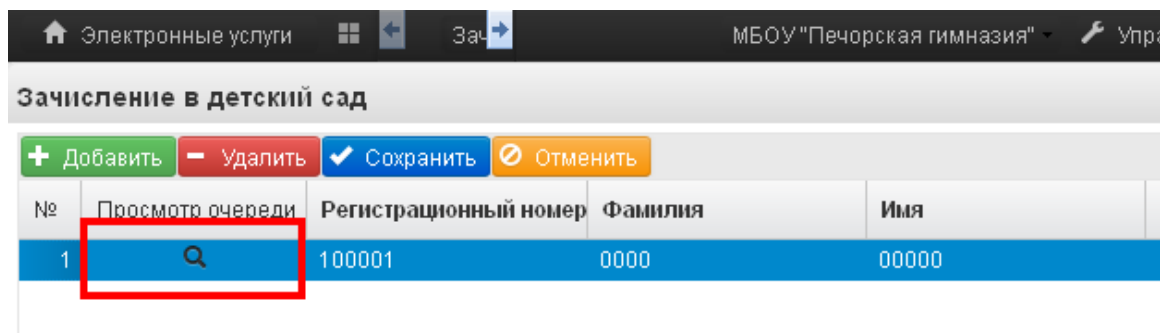 Электронные услуги Зач МБОУ "Печорская гимназия" Упра
Зачисление в детский сад
Добавить Удалить Сохранить Отменить
№ Просмотр очереди Регистрационный номер Фамилия Имя
1 100001 0000 00000